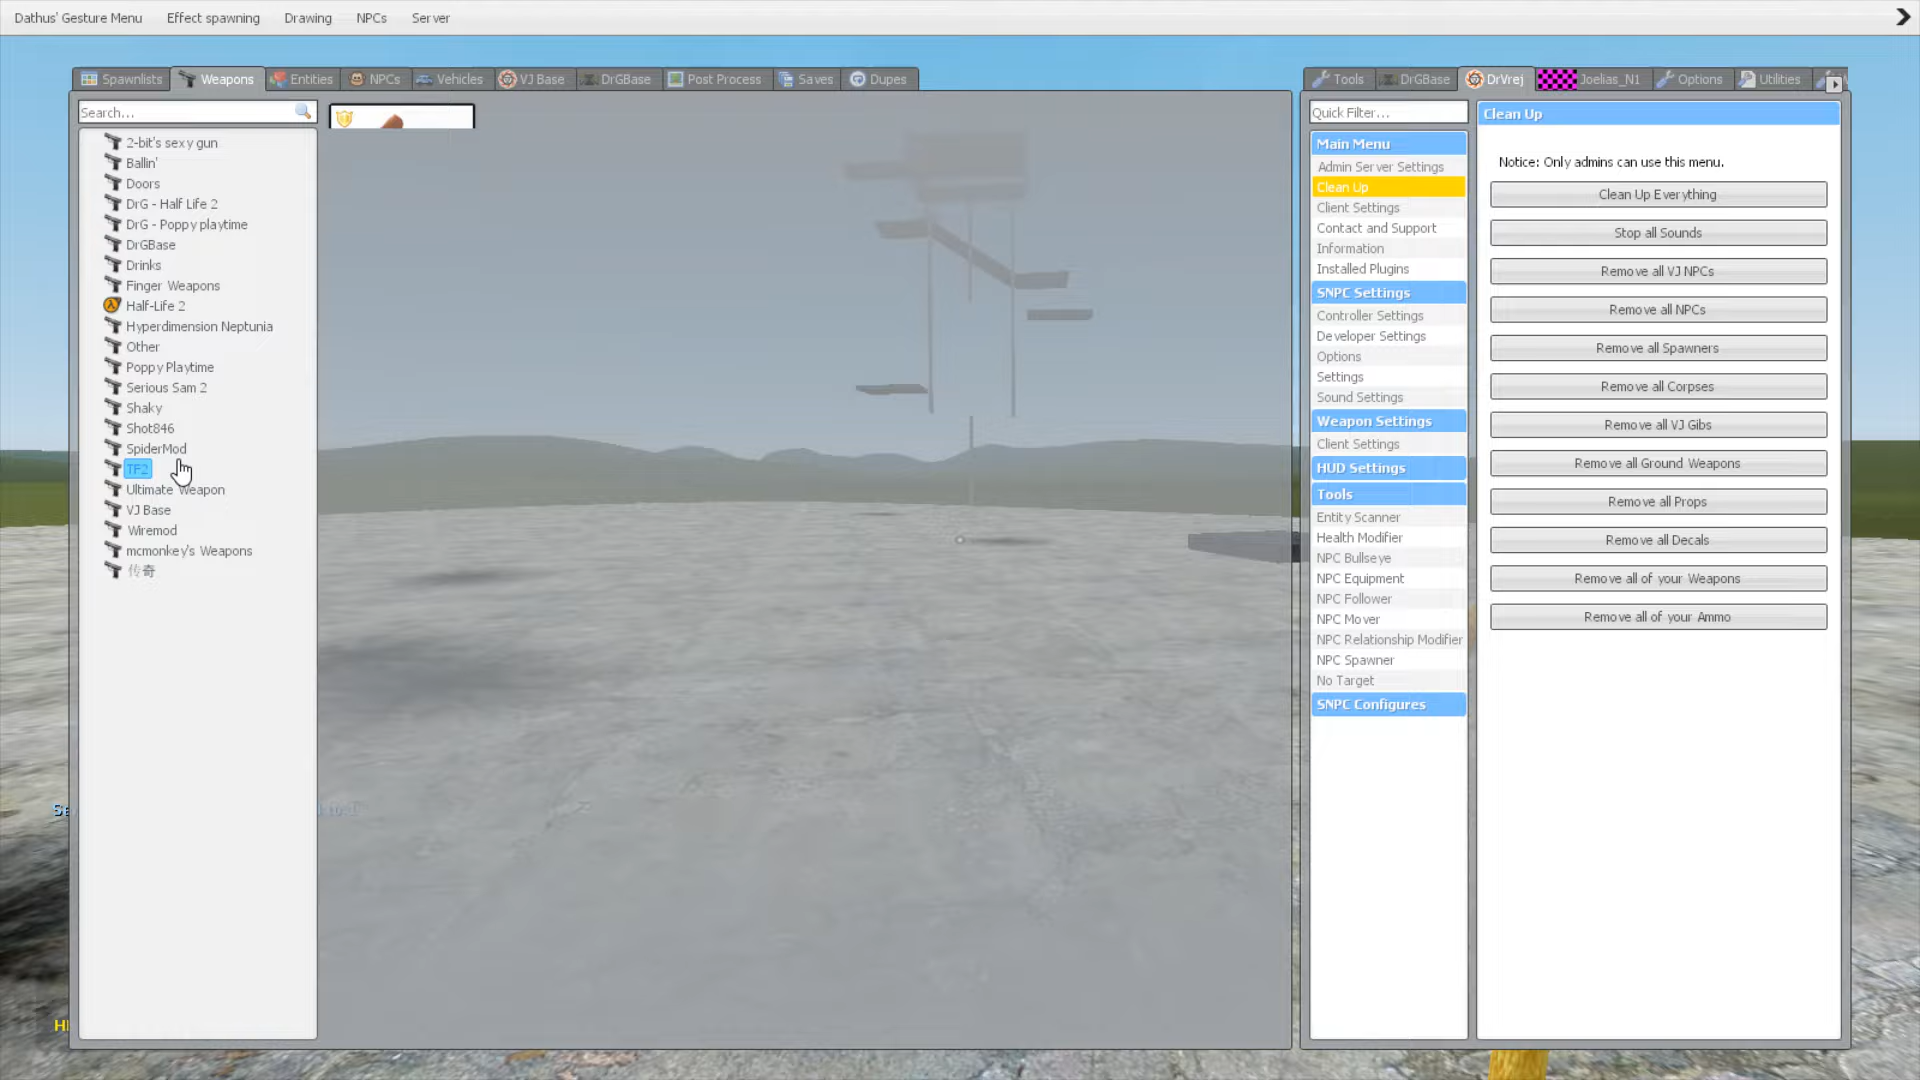 Dathus' Gesture Menu Effect spawning Drawing NPCs Server
Spawnlists Weapons Entities NPCs Vehicles VJ Base DrGBase Post Process Saves Dupes
Tools DrGBase DrVrej Joelias_N1 Options Utilities
Search...
2-bit's sexy gun
Ballin'
Doors
DrG - Half Life 2
DrG - Poppy playtime
DrGBase
Drinks
Finger Weapons
Half-Life 2
Hyperdimension Neptunia
Other
Poppy Playtime
Serious Sam 2
Shaky
Shot846
SpiderMod
TF2
Ultimate Weapon
VJ Base
Wiremod
mcmonkey's Weapons
传奇
Quick Filter...
Main Menu
Admin Server Settings
Clean Up
Client Settings
Contact and Support
Information
Installed Plugins
SNPC Settings
Controller Settings
Developer Settings
Options
Settings
Sound Settings
Weapon Settings
Client Settings
HUD Settings
Tools
Entity Scanner
Health Modifier
NPC Bullseye
NPC Equipment
NPC Follower
NPC Mover
NPC Relationship Modifier
NPC Spawner
No Target
SNPC Configures
Clean Up
Notice: Only admins can use this menu.
Clean Up Everything
Stop all Sounds
Remove all VJ NPCs
Remove all NPCs
Remove all Spawners
Remove all Corpses
Remove all VJ Gibs
Remove all Ground Weapons
Remove all Props
Remove all Decals
Remove all of your Weapons
Remove all of your Ammo